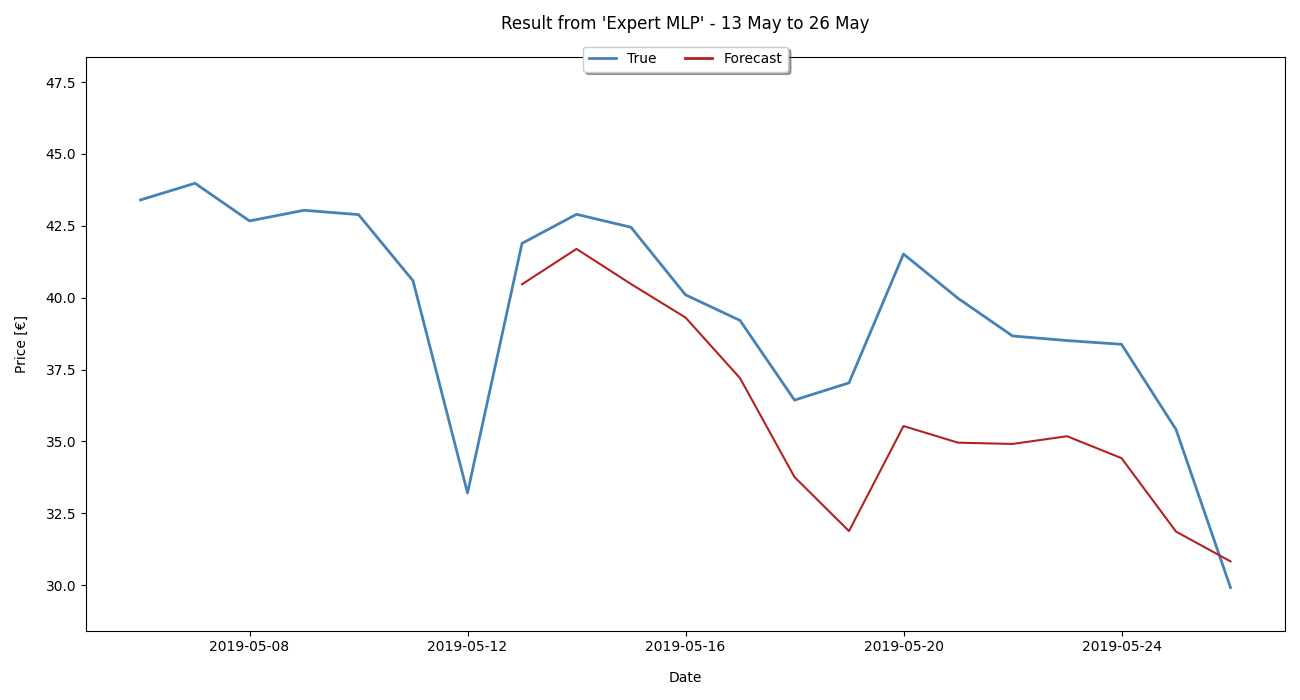 Result from 'Expert MLP' - 13 May to 26 May
True
Forecast
47.5
45.0
42.5
40.0
37.5
35.0
32.5
30.0
Price [€]
2019-05-08
2019-05-12
2019-05-16
2019-05-20
2019-05-24
Date